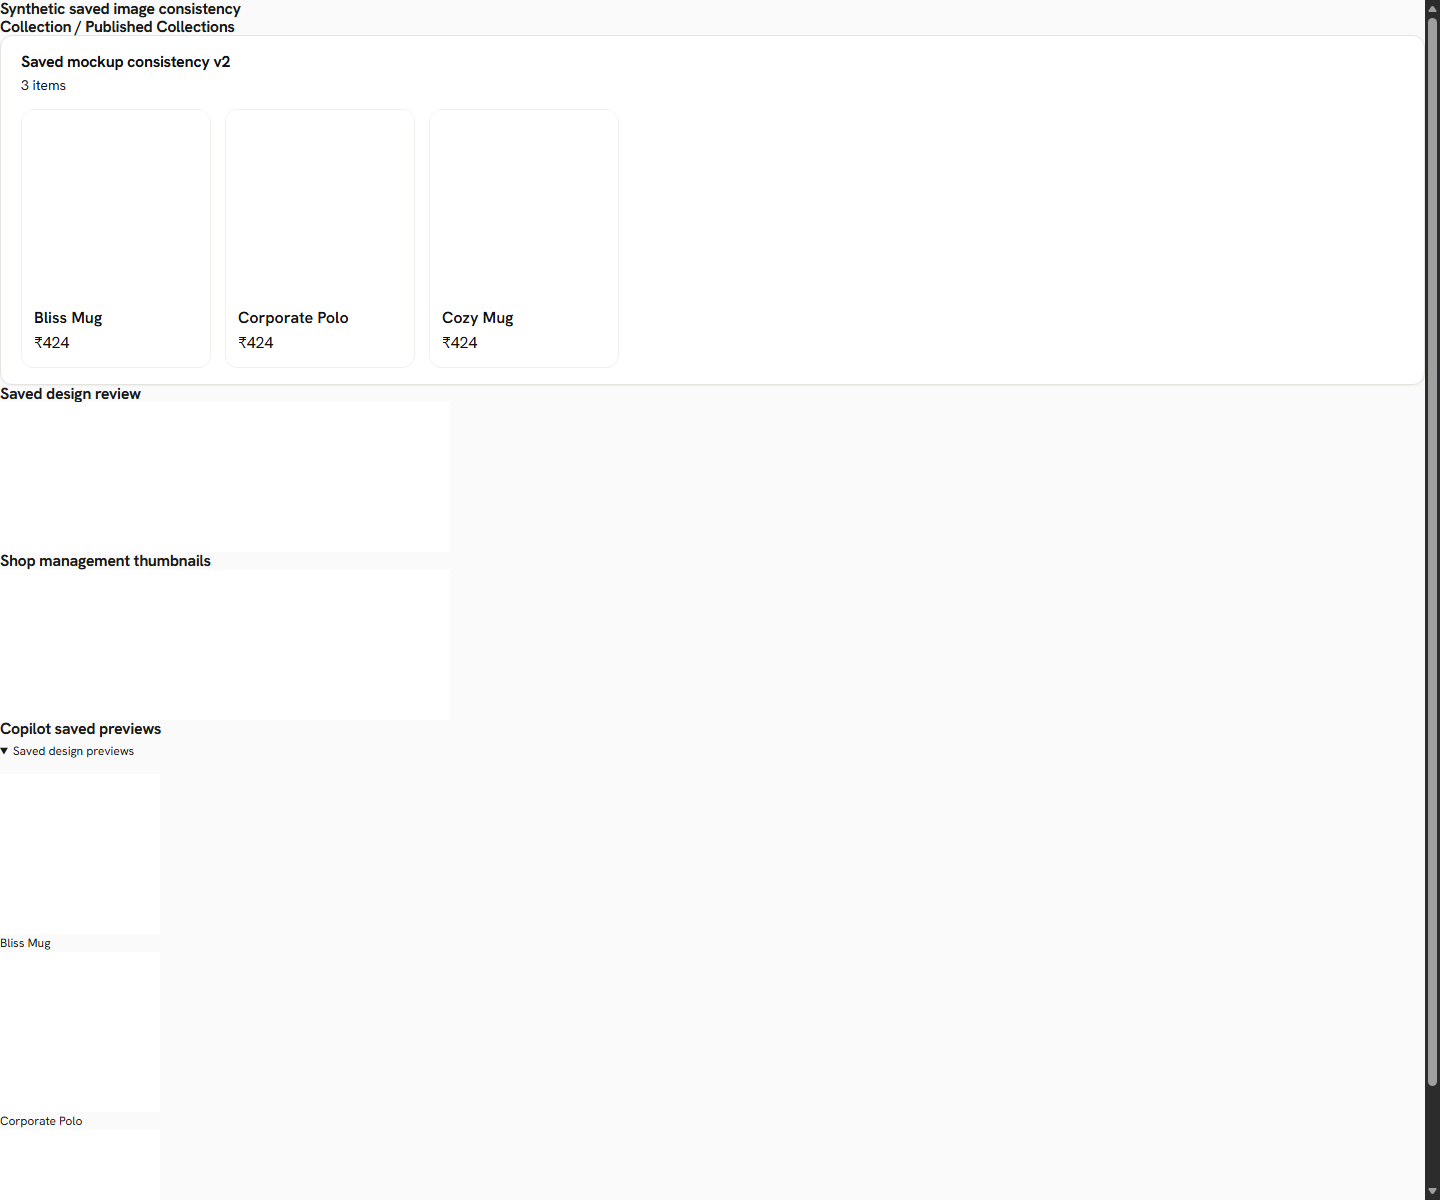 Synthetic saved image consistency
Collection / Published Collections
Saved mockup consistency v2
3 items
Bliss Mug
₹424
Corporate Polo
₹424
Cozy Mug
₹424
Saved design review
Shop management thumbnails
Copilot saved previews
▼ Saved design previews
Bliss Mug
Corporate Polo